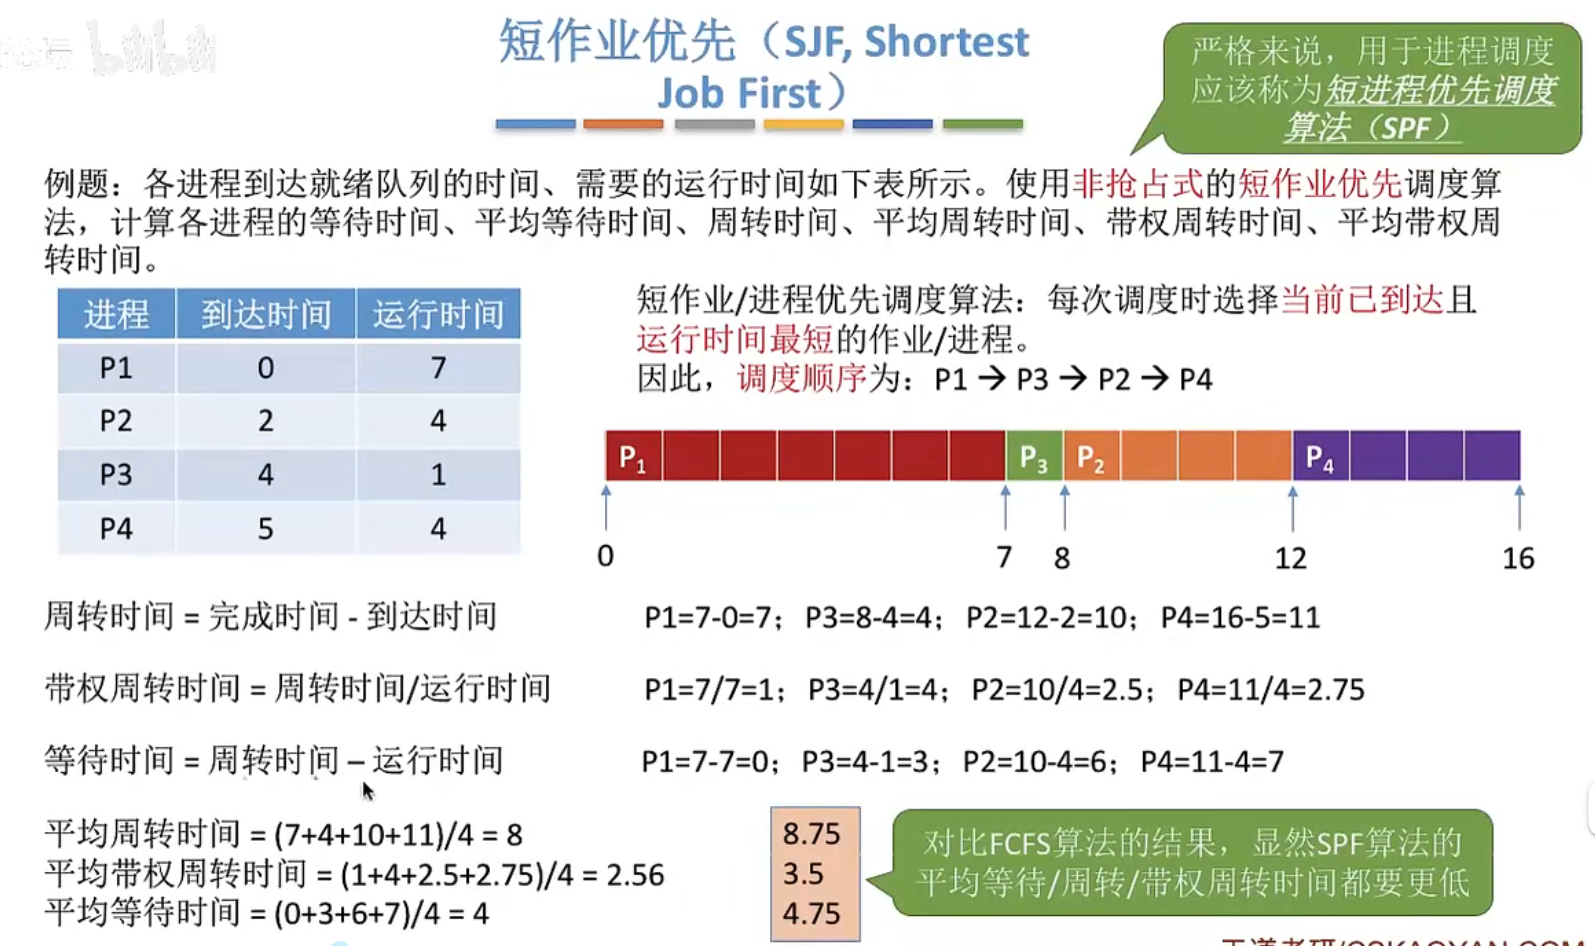 bilibili
短作业优先（SJF, Shortest
Job First）
严格来说，用于进程调度
应该称为短进程优先调度
算法（SPF）
例题：各进程到达就绪队列的时间、需要的运行时间如下表所示。使用非抢占式的短作业优先调度算
法，计算各进程的等待时间、平均等待时间、周转时间、平均周转时间、带权周转时间、平均带权周
转时间。
进程 到达时间 运行时间
P1 0 7
P2 2 4
P3 4 1
P4 5 4
短作业/进程优先调度算法：每次调度时选择当前已到达且
运行时间最短的作业/进程。
因此，调度顺序为：P1 → P3 → P2 → P4
P1 P3 P2 P4
0 7 8 12 16
周转时间 = 完成时间 - 到达时间 P1=7-0=7；P3=8-4=4；P2=12-2=10；P4=16-5=11
带权周转时间 = 周转时间/运行时间 P1=7/7=1；P3=4/1=4；P2=10/4=2.5；P4=11/4=2.75
等待时间 = 周转时间 – 运行时间 P1=7-7=0；P3=4-1=3；P2=10-4=6；P4=11-4=7
平均周转时间 = (7+4+10+11)/4 = 8
平均带权周转时间 = (1+4+2.5+2.75)/4 = 2.56
平均等待时间 = (0+3+6+7)/4 = 4
8.75
3.5
4.75
对比FCFS算法的结果，显然SPF算法的
平均等待/周转/带权周转时间都要更低